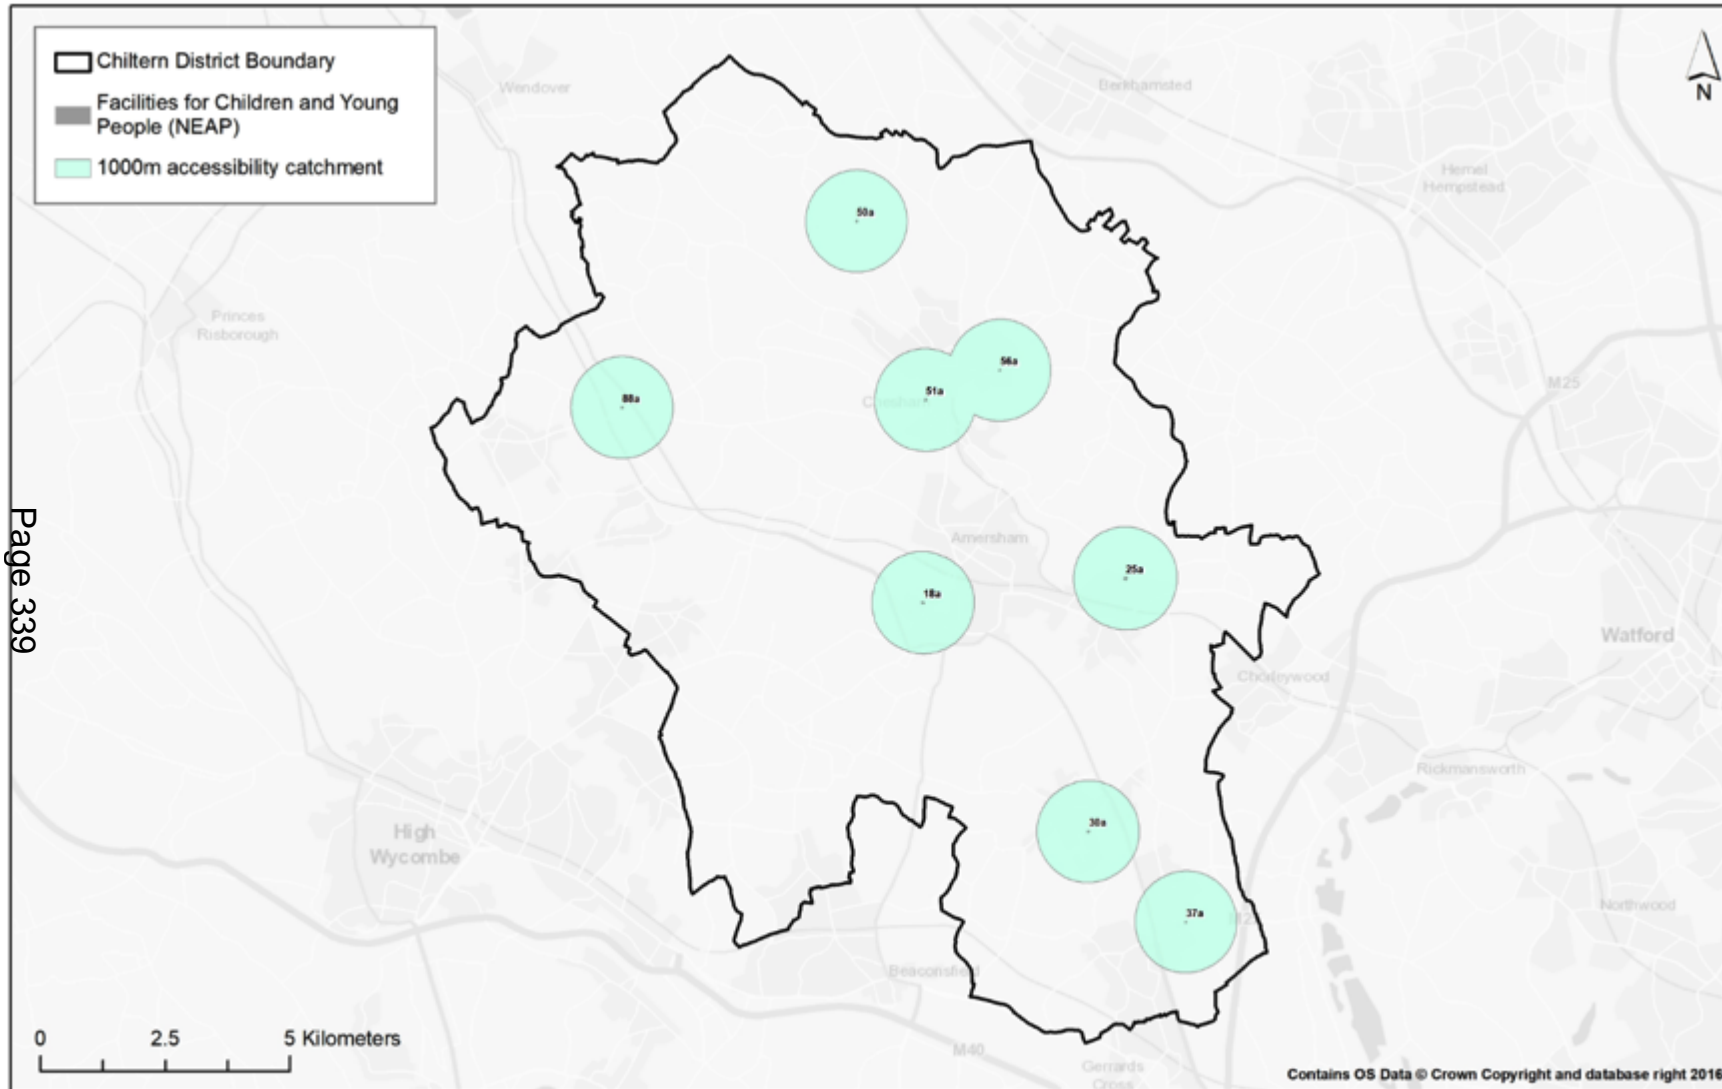 Chiltern District Boundary
Facilities for Children and Young
People (NEAP)
1000m accessibility catchment
N
Wendover
Berkhamsted
Hemel
Hempstead
50a
Princes
Risborough
56a
M25
88a
51a
Chesham
Amersham
25a
18a
Watford
Page 339
Chorleywood
Rickmansworth
High
Wycombe
30a
37a
Northwood
Beaconsfield
0 2.5 5 Kilometers
M40
Gerrards
Cross
Contains OS Data © Crown Copyright and database right 2016